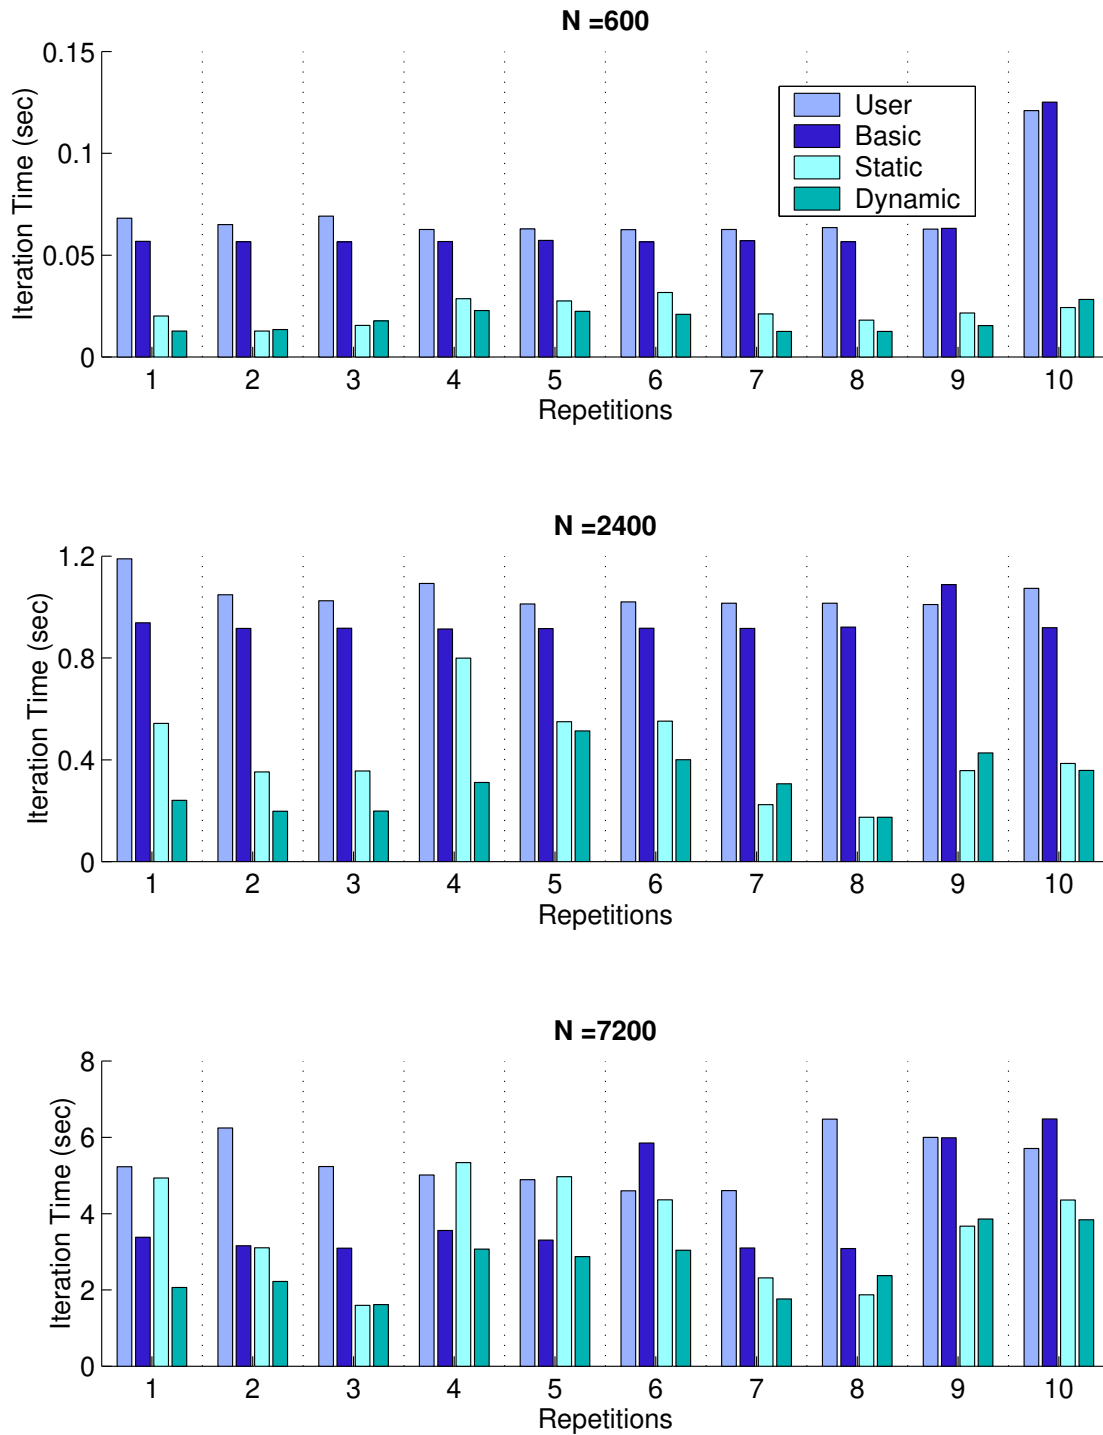 N =600
0.15
0.1
0.05
0
Iteration Time (sec)
User
Basic
Static
Dynamic
1 2 3 4 5 6 7 8 9 10
Repetitions
N =2400
1.2
0.8
0.4
0
Iteration Time (sec)
1 2 3 4 5 6 7 8 9 10
Repetitions
N =7200
8
6
4
2
0
Iteration Time (sec)
1 2 3 4 5 6 7 8 9 10
Repetitions